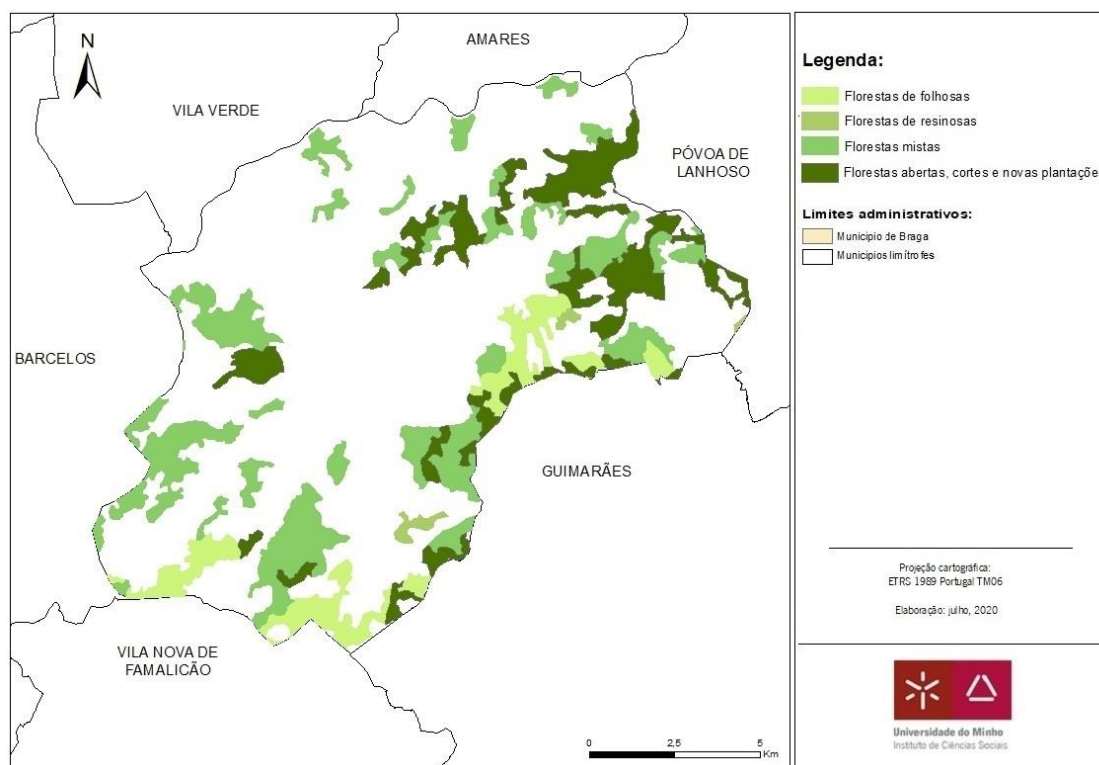 N
AMARES
VILA VERDE
PÓVOA DE
LANHOSO
BARCELOS
GUIMARÃES
VILA NOVA DE
FAMALICÃO
0 2,5 5
Km
Legenda:
Florestas de folhosas
Florestas de resinosas
Florestas mistas
Florestas abertas, cortes e novas plantaçõe
Limites administrativos:
Município de Braga
Municípios limítrofes
Projeção cartográfica:
ETRS 1989 Portugal TM06
Elaboração: julho, 2020
Universidade do Minho
Instituto de Ciências Sociais